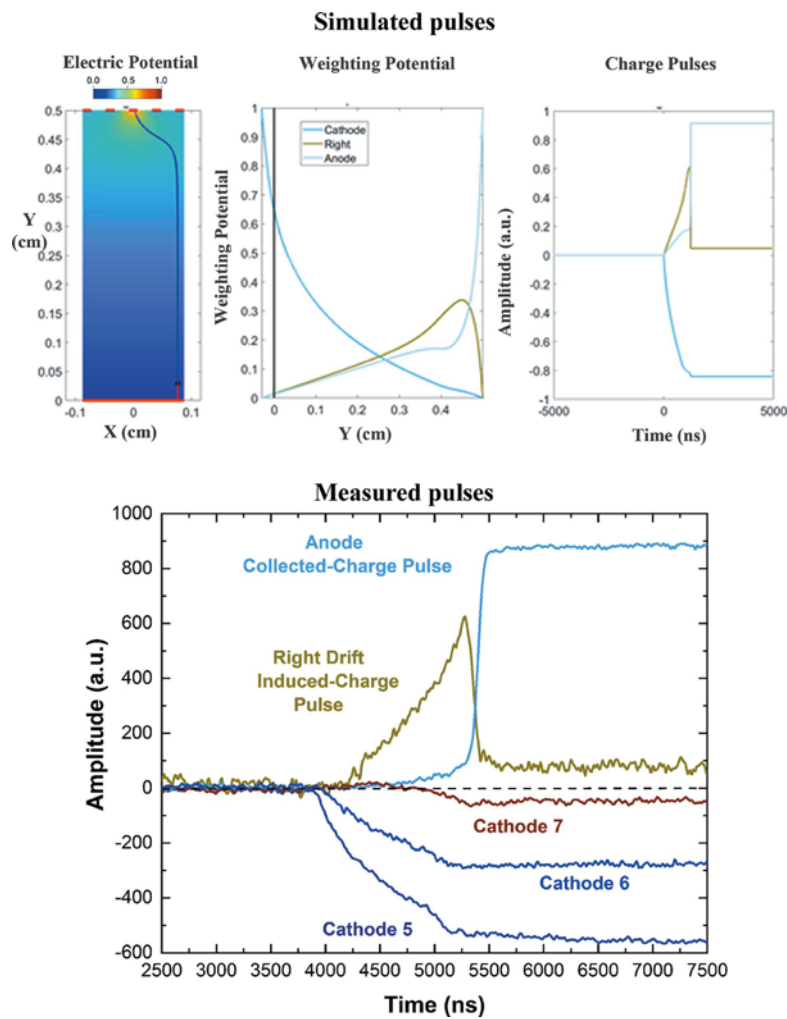 Simulated pulses
Electric Potential
Weighting Potential
Charge Pulses
0.0 0.5 1.0
0.5
0.45
0.4
0.35
0.3
0.25
0.2
0.15
0.1
0.05
0
Y
(cm)
-0.1 0 0.1
X (cm)
1
0.9
0.8
0.7
0.6
0.5
0.4
0.3
0.2
0.1
0
Weighting Potential
Cathode
Right
Anode
0 0.1 0.2 0.3 0.4
Y (cm)
1
0.8
0.6
0.4
0.2
0
-0.2
-0.4
-0.6
-0.8
-1
Amplitude (a.u.)
-5000 0 5000
Time (ns)
Measured pulses
1000
800
600
400
200
0
-200
-400
-600
Amplitude (a.u.)
Anode
Collected-Charge Pulse
Right Drift
Induced-Charge
Pulse
Cathode 7
Cathode 6
Cathode 5
2500 3000 3500 4000 4500 5000 5500 6000 6500 7000 7500
Time (ns)